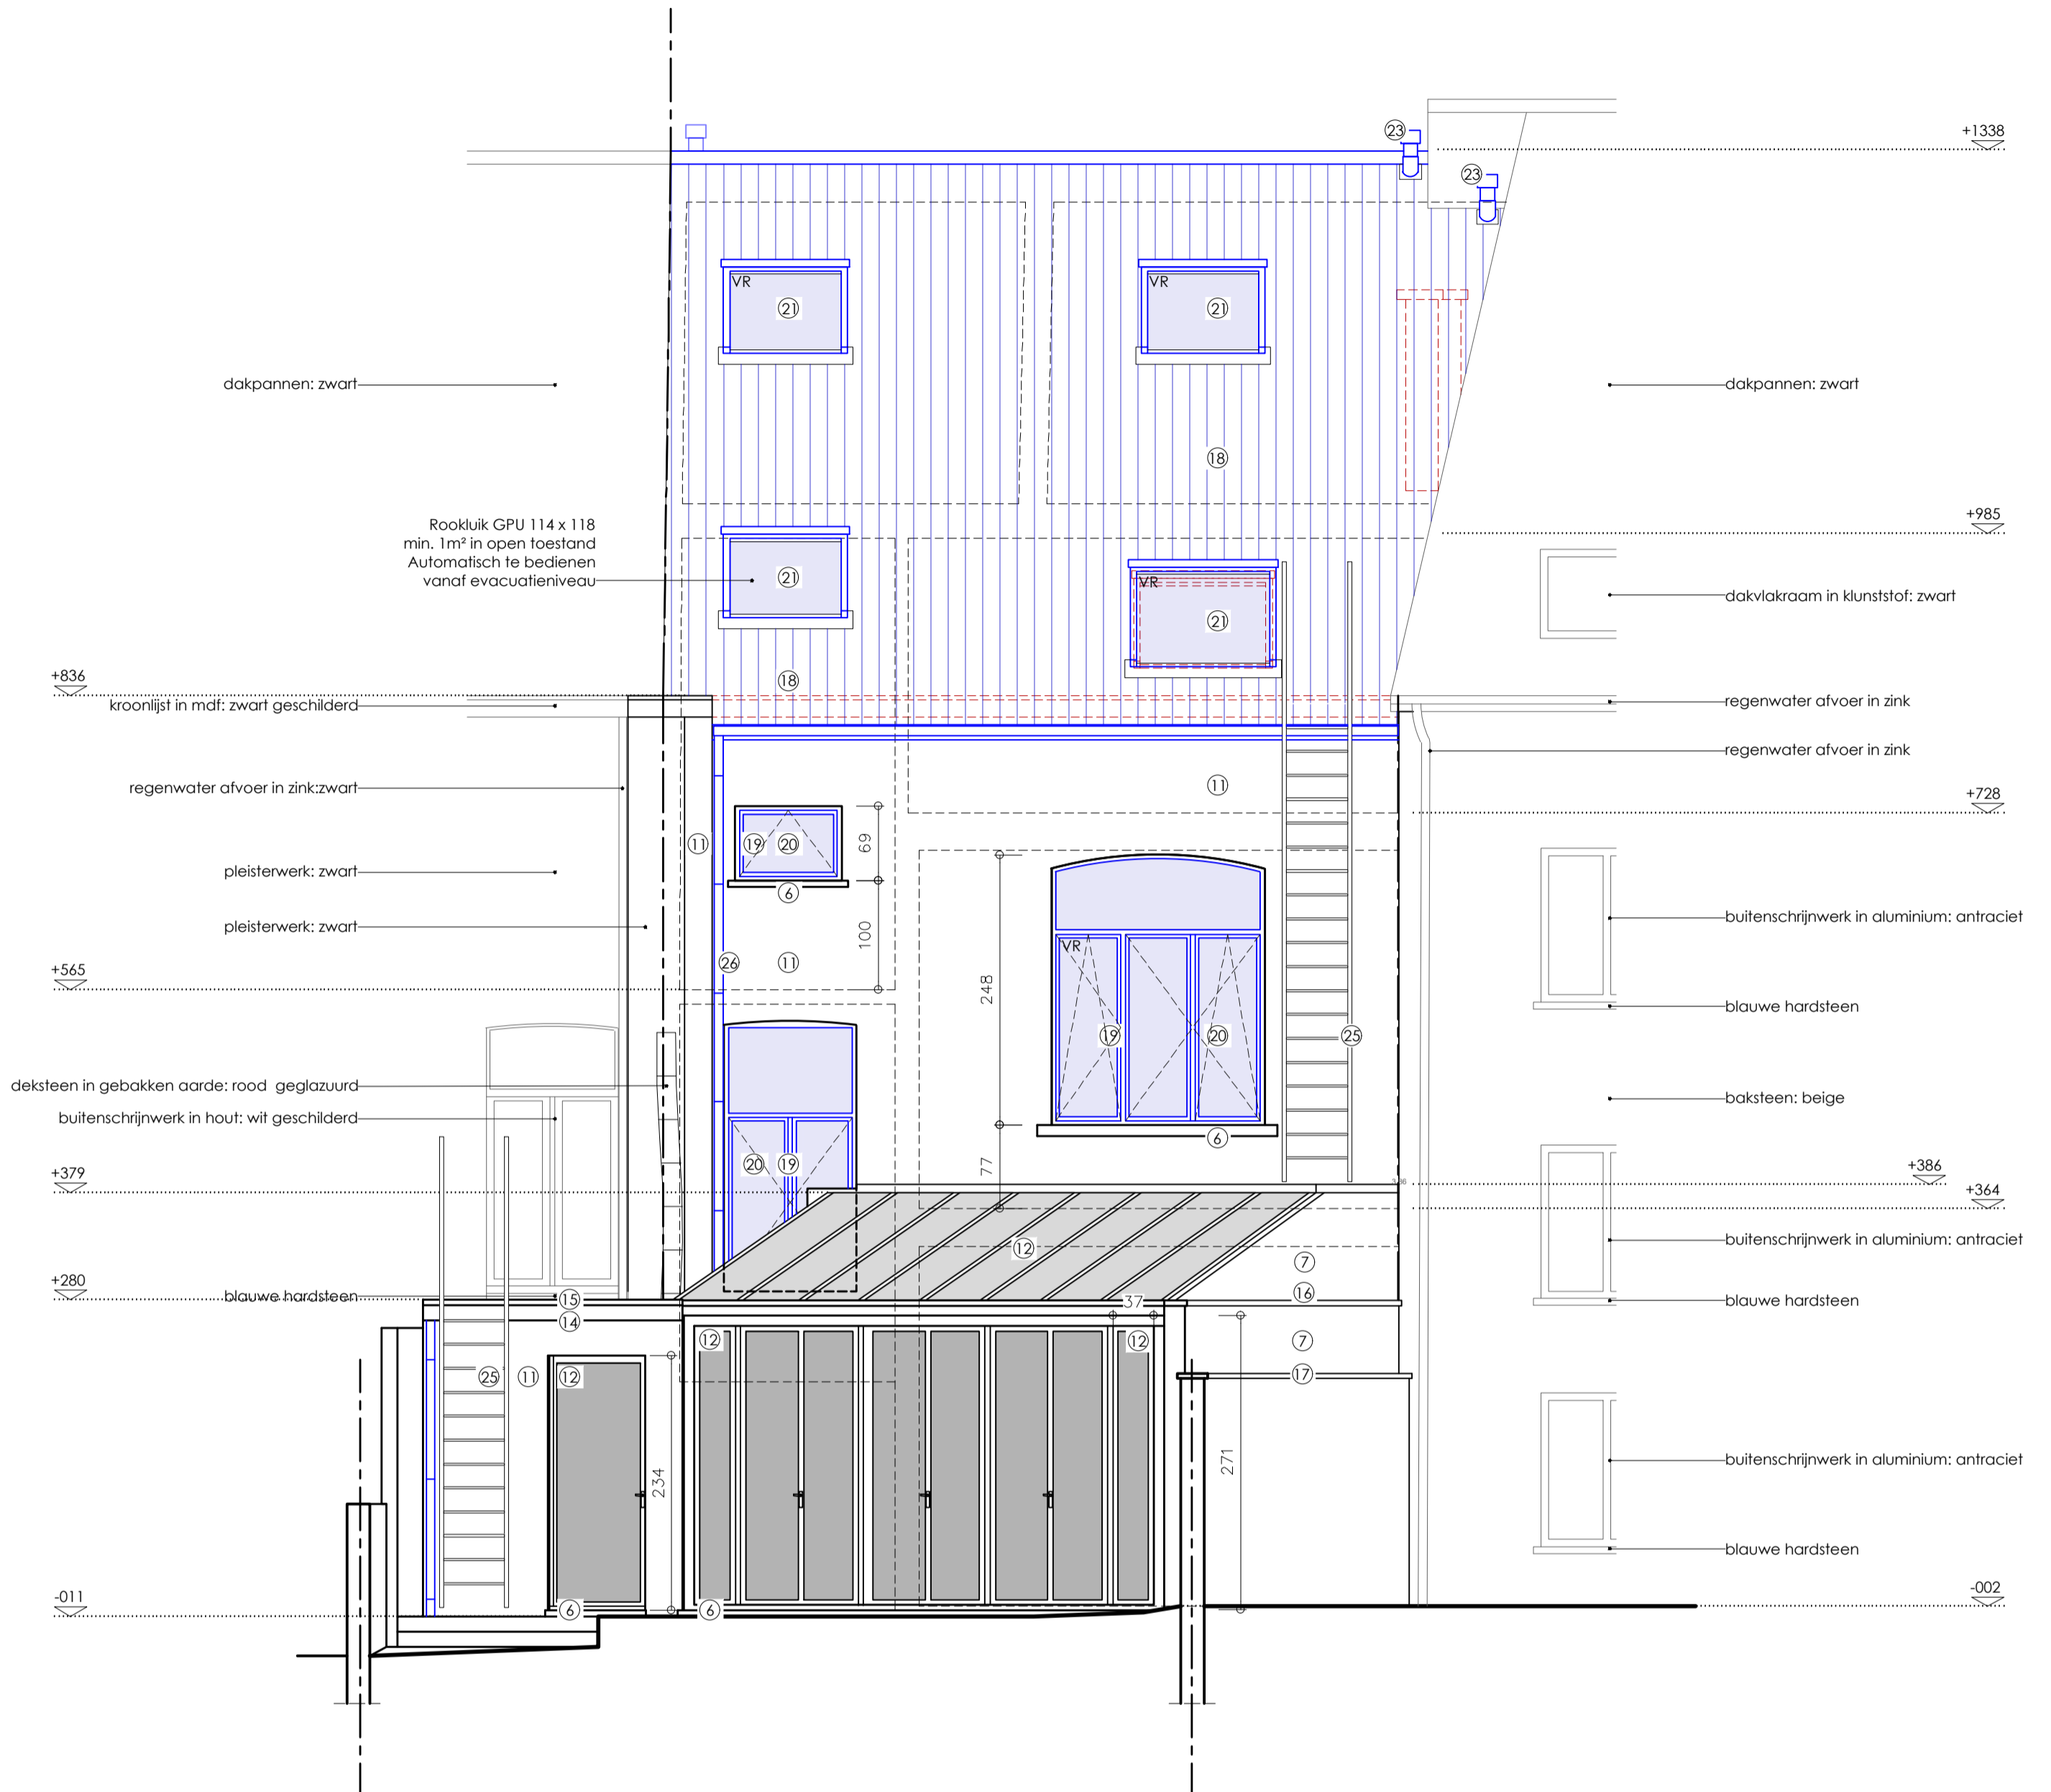 +1338
23
23
VR
21
VR
21
dakpannen: zwart
dakpannen: zwart
18
Rookluik GPU 114 x 118
min. 1m² in open toestand
Automatisch te bedienen
vanaf evacuatieniveau
+985
21
VR
21
dakvlakraam in klunststof: zwart
+836
18
kroonlijst in mdf: zwart geschilderd
regenwater afvoer in zink
regenwater afvoer in zink
regenwater afvoer in zink:zwart
11
+728
11
19
20
69
6
pleisterwerk: zwart
pleisterwerk: zwart
buitenschrijnwerk in aluminium: antraciet
100
VR
26
11
+565
248
blauwe hardsteen
19
20
25
deksteen in gebakken aarde: rood geglazuurd
buitenschrijnwerk in hout: wit geschilderd
baksteen: beige
6
20
19
77
+379
+386
+364
12
7
buitenschrijnwerk in aluminium: antraciet
+280
blauwe hardsteen
15
16
37
blauwe hardsteen
14
12
12
7
25
11
12
17
234
271
buitenschrijnwerk in aluminium: antraciet
blauwe hardsteen
-011
-002
6
6